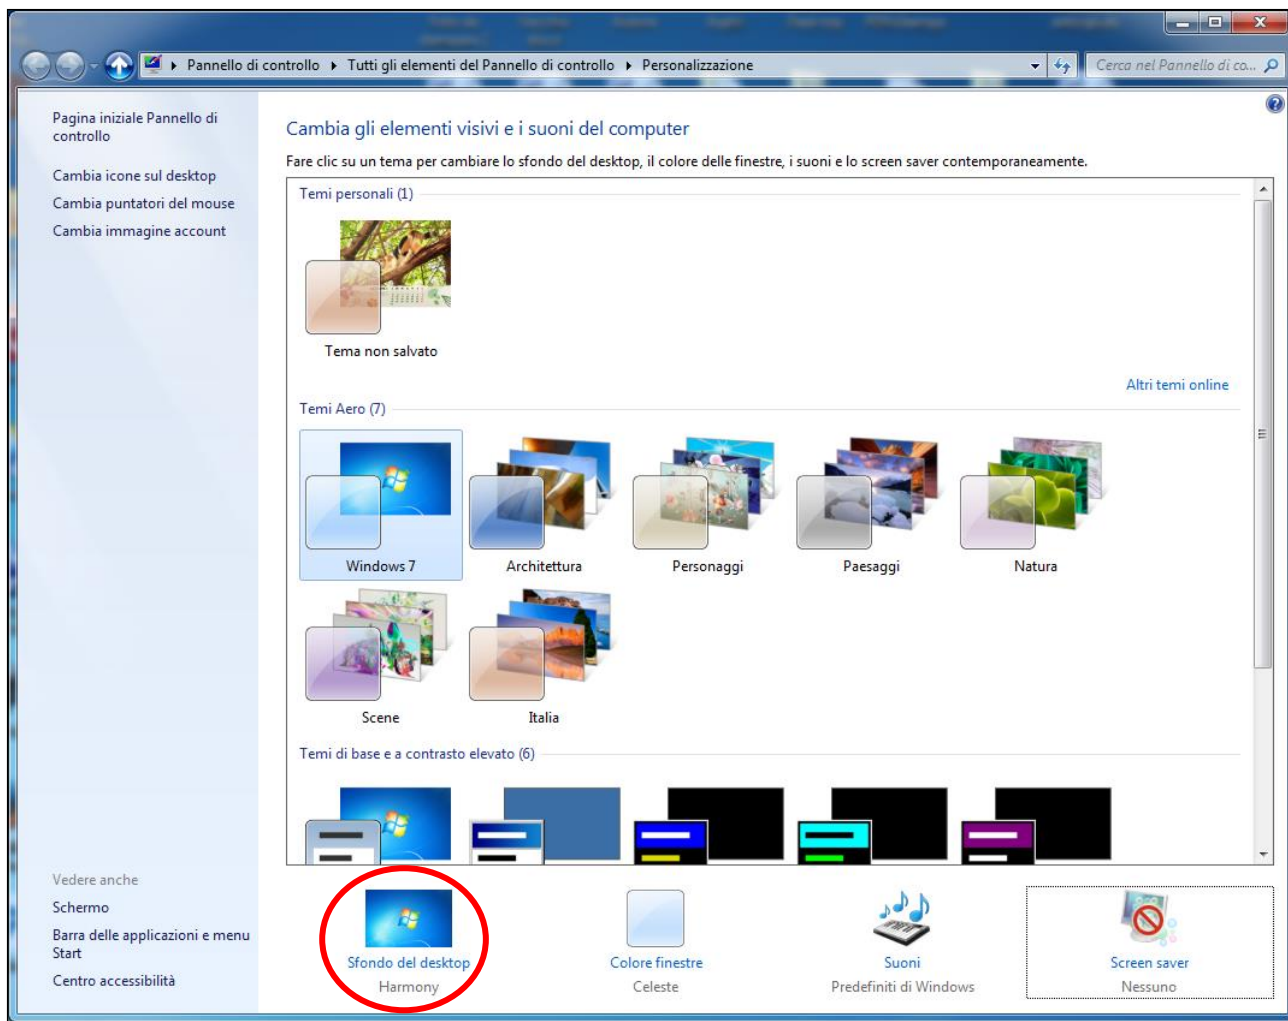 Pannello di controllo ▸ Tutti gli elementi del Pannello di controllo ▸ Personalizzazione
Cerca nel Pannello di co...
Pagina iniziale Pannello di
controllo
Cambia icone sul desktop
Cambia puntatori del mouse
Cambia immagine account
Cambia gli elementi visivi e i suoni del computer
Fare clic su un tema per cambiare lo sfondo del desktop, il colore delle finestre, i suoni e lo screen saver contemporaneamente.
Temi personali (1)
Tema non salvato
Altri temi online
Temi Aero (7)
Windows 7
Architettura
Personaggi
Paesaggi
Natura
Scene
Italia
Temi di base e a contrasto elevato (6)
Vedere anche
Schermo
Barra delle applicazioni e menu
Start
Centro accessibilità
Sfondo del desktop
Harmony
Colore finestre
Celeste
Suoni
Predefiniti di Windows
Screen saver
Nessuno